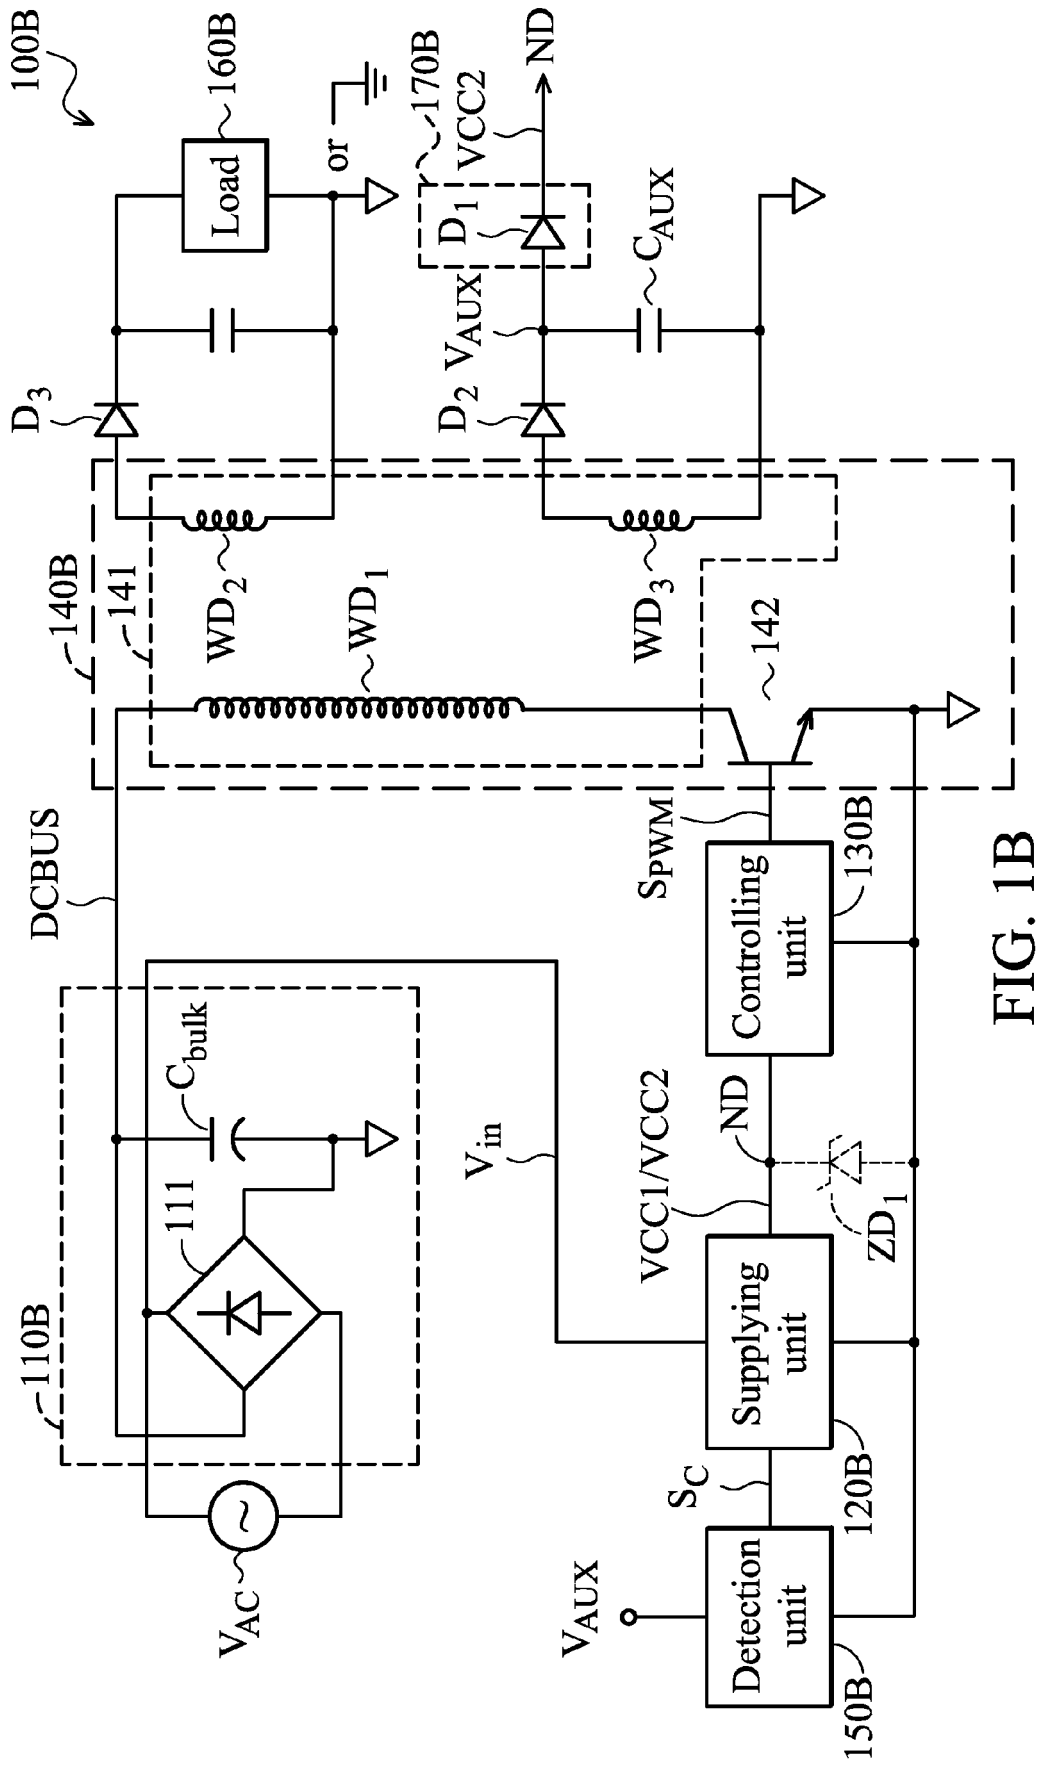 100B
D3
Load
160B
or
140B
141
WD2
WD1
WD3
142
D2
VAUX
D1
170B
VCC2
ND
CAUX
DCBUS
110B
111
Cbulk
VAC
Vin
VAUX
Detection
unit
150B
SC
Supplying
unit
120B
VCC1/VCC2
ND
ZD1
Controlling
unit
130B
SPWM
FIG. 1B